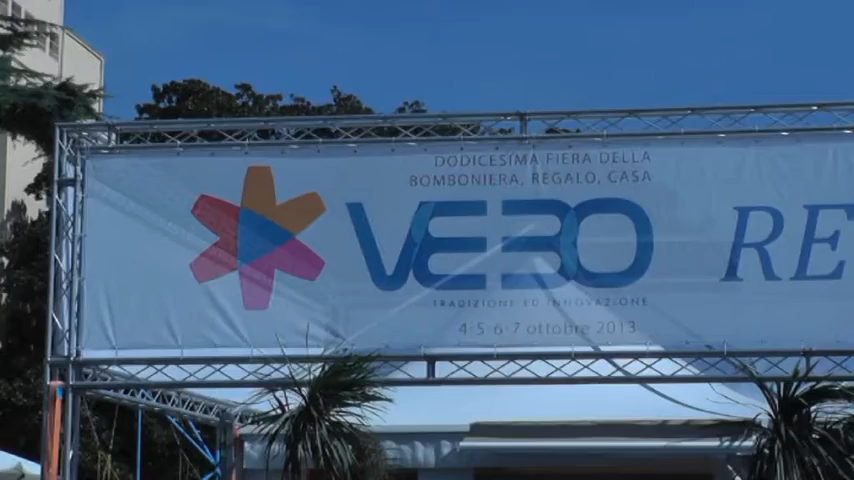 DODICESIMA FIERA DELLA
BOMBONIERA, REGALO, CASA
VEBO
TRADIZIONE ED INNOVAZIONE
4·5·6·7 ottobre 2013
RE